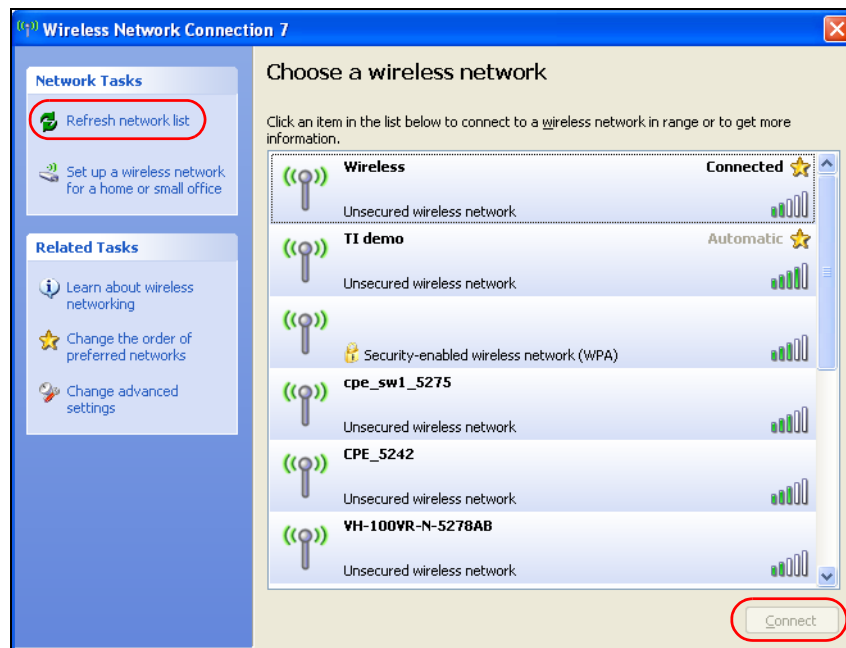 Wireless Network Connection 7
Network Tasks
Refresh network list
Set up a wireless network
for a home or small office
Related Tasks
Learn about wireless
networking
Change the order of
preferred networks
Change advanced
settings
Choose a wireless network
Click an item in the list below to connect to a wireless network in range or to get more
information.
Wireless Connected
Unsecured wireless network
TI demo Automatic
Unsecured wireless network
Security-enabled wireless network (WPA)
cpe_sw1_5275
Unsecured wireless network
CPE_5242
Unsecured wireless network
VH-100VR-N-5278AB
Unsecured wireless network
Connect